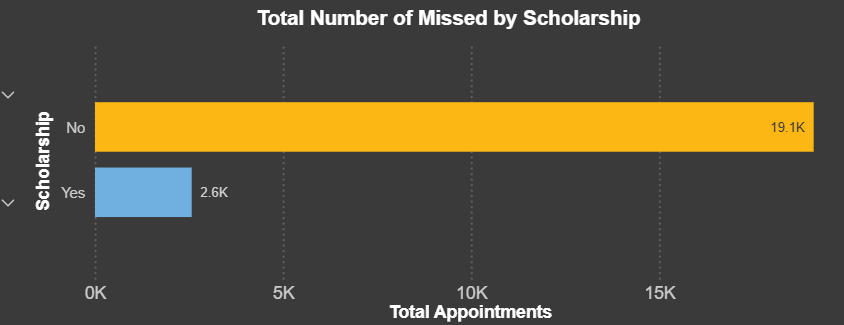 Total Number of Missed by Scholarship
Scholarship
No
19.1K
Yes
2.6K
0K 5K 10K 15K
Total Appointments